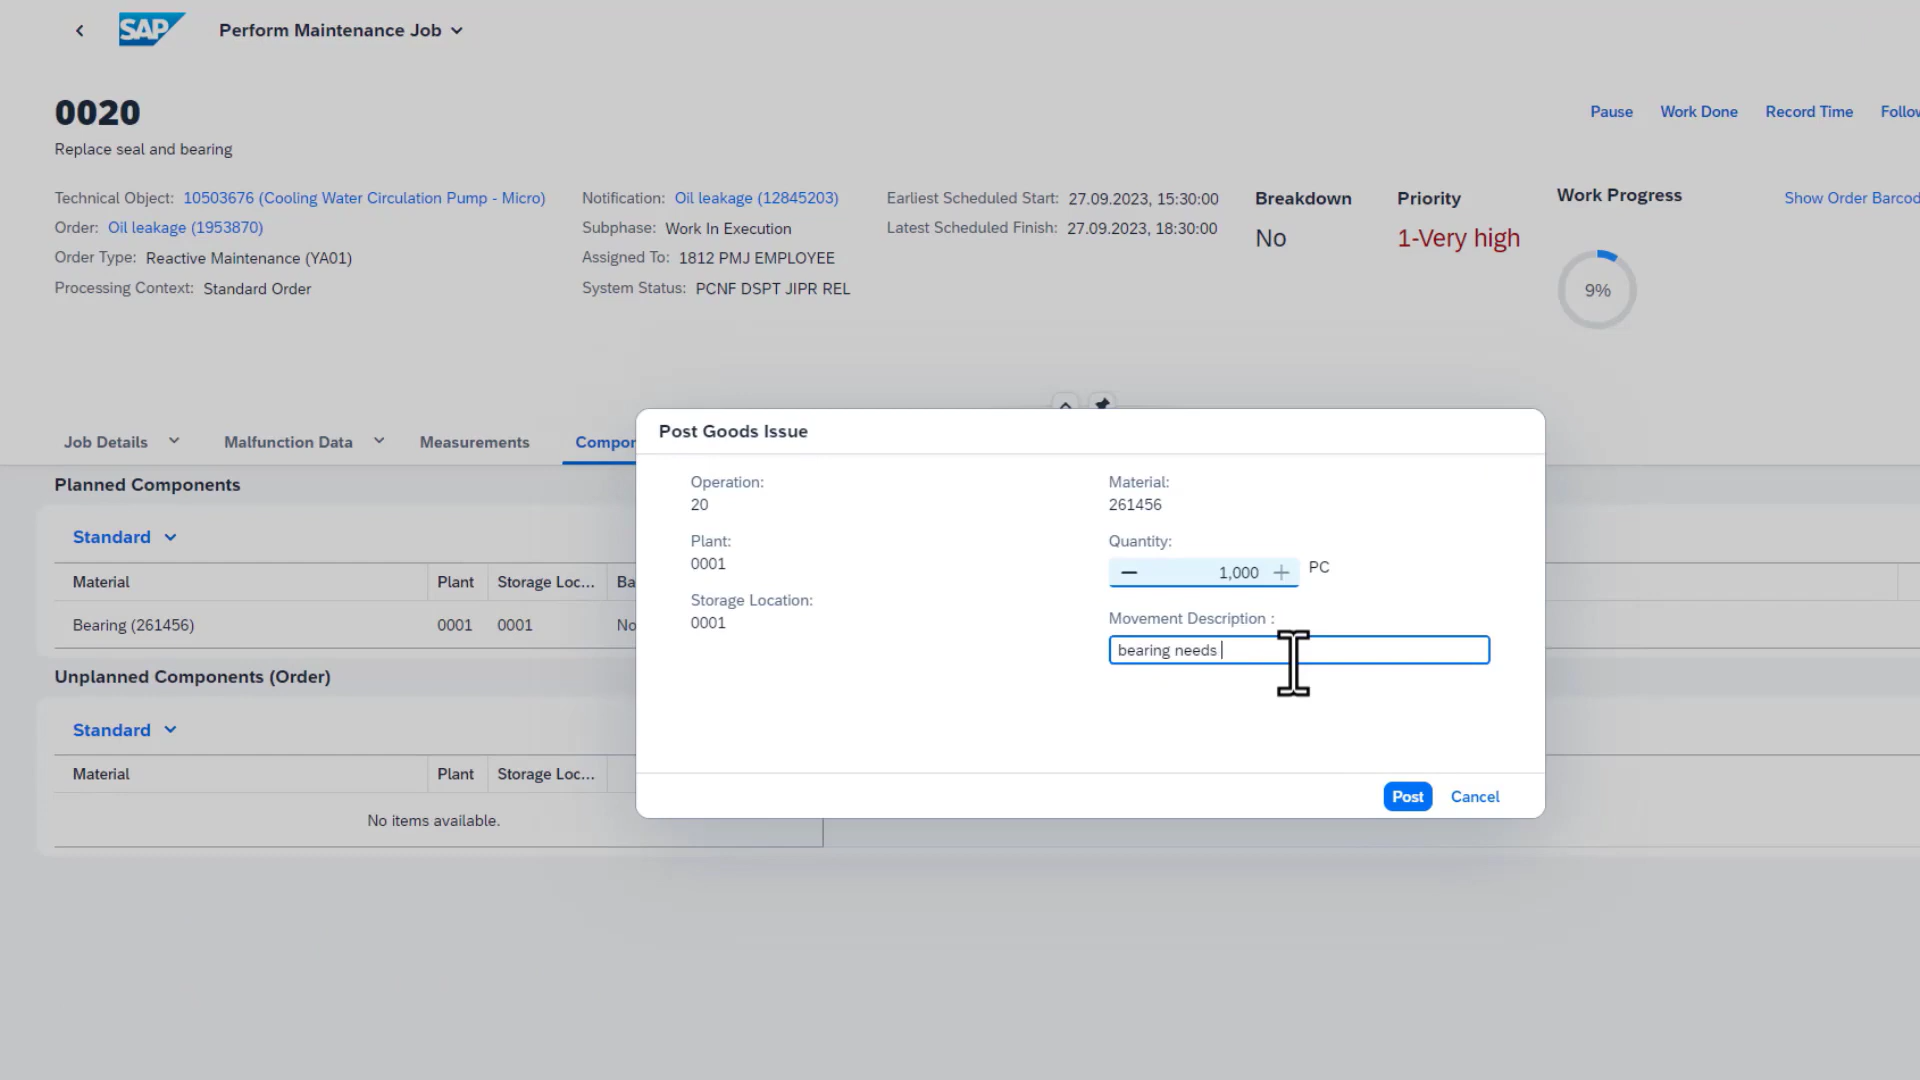 SAP Perform Maintenance Job
0020
Pause Work Done Record Time Follow
Replace seal and bearing
Technical Object: 10503676 (Cooling Water Circulation Pump - Micro)
Order: Oil leakage (1953870)
Order Type: Reactive Maintenance (YA01)
Processing Context: Standard Order
Notification: Oil leakage (12845203)
Subphase: Work In Execution
Assigned To: 1812 PMJ EMPLOYEE
System Status: PCNF DSPT JIPR REL
Earliest Scheduled Start: 27.09.2023, 15:30:00
Latest Scheduled Finish: 27.09.2023, 18:30:00
Breakdown
No
Priority
1-Very high
Work Progress
9%
Show Order Barcod
Job Details Malfunction Data Measurements Compor
Planned Components
Standard
Material Plant Storage Loc... Ba
Bearing (261456) 0001 0001 No
Unplanned Components (Order)
Standard
Material Plant Storage Loc...
No items available.
Post Goods Issue
Operation:
20
Plant:
0001
Storage Location:
0001
Material:
261456
Quantity:
1,000 PC
Movement Description :
bearing needs
Post Cancel